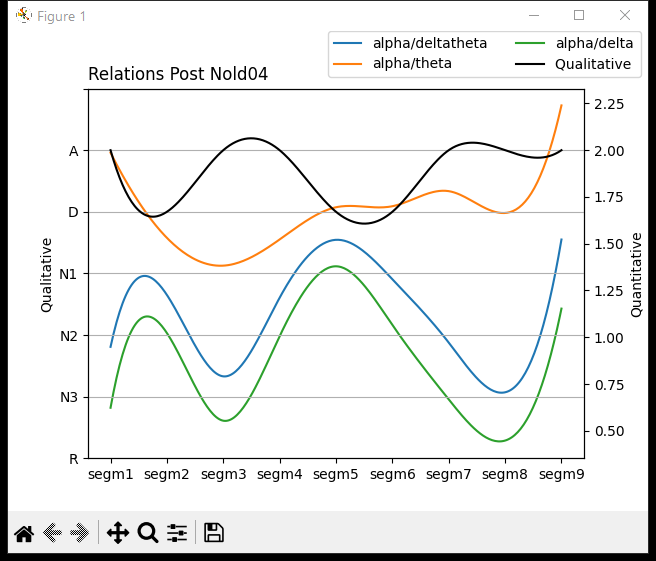 Figure 1
alpha/deltatheta alpha/delta
alpha/theta Qualitative
Relations Post Nold04
2.25
A 2.00
1.75
D
1.50
N1
Qualitative
Quantitative
1.25
N2 1.00
0.75
N3
0.50
R
segm1 segm2 segm3 segm4 segm5 segm6 segm7 segm8 segm9